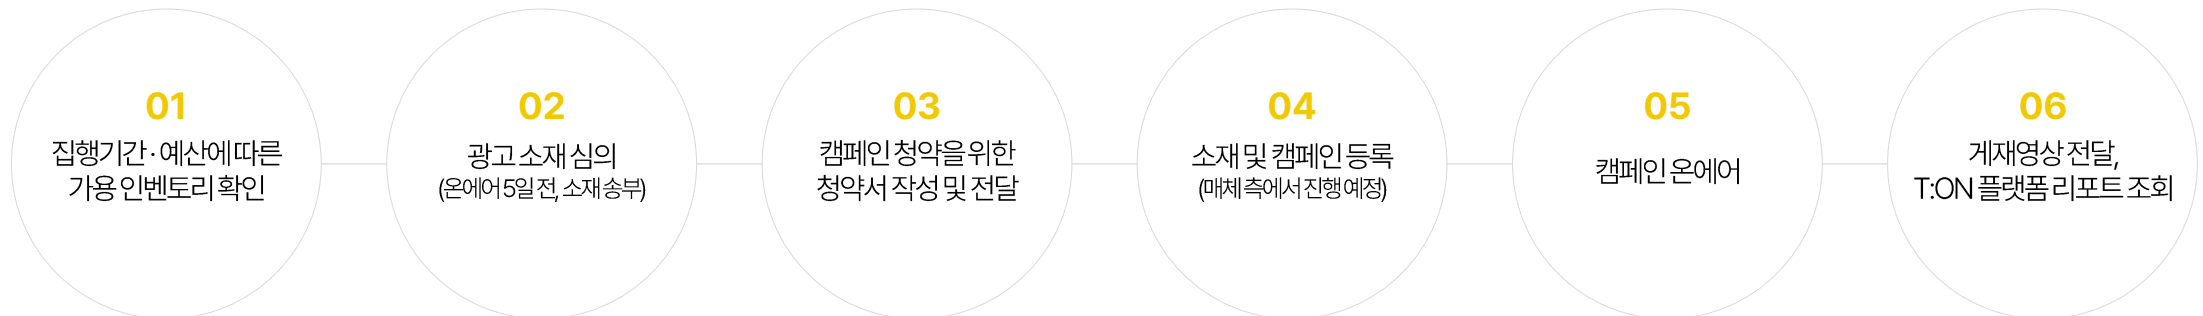 01
집행기간·예산에 따른
가용 인벤토리 확인
02
광고 소재 심의
(온에어 5일 전, 소재 송부)
03
캠페인 청약을 위한
청약서 작성 및 전달
04
소재 및 캠페인 등록
(매체 측에서 진행 예정)
05
캠페인 온에어
06
게재영상 전달,
T:ON 플랫폼 리포트 조회